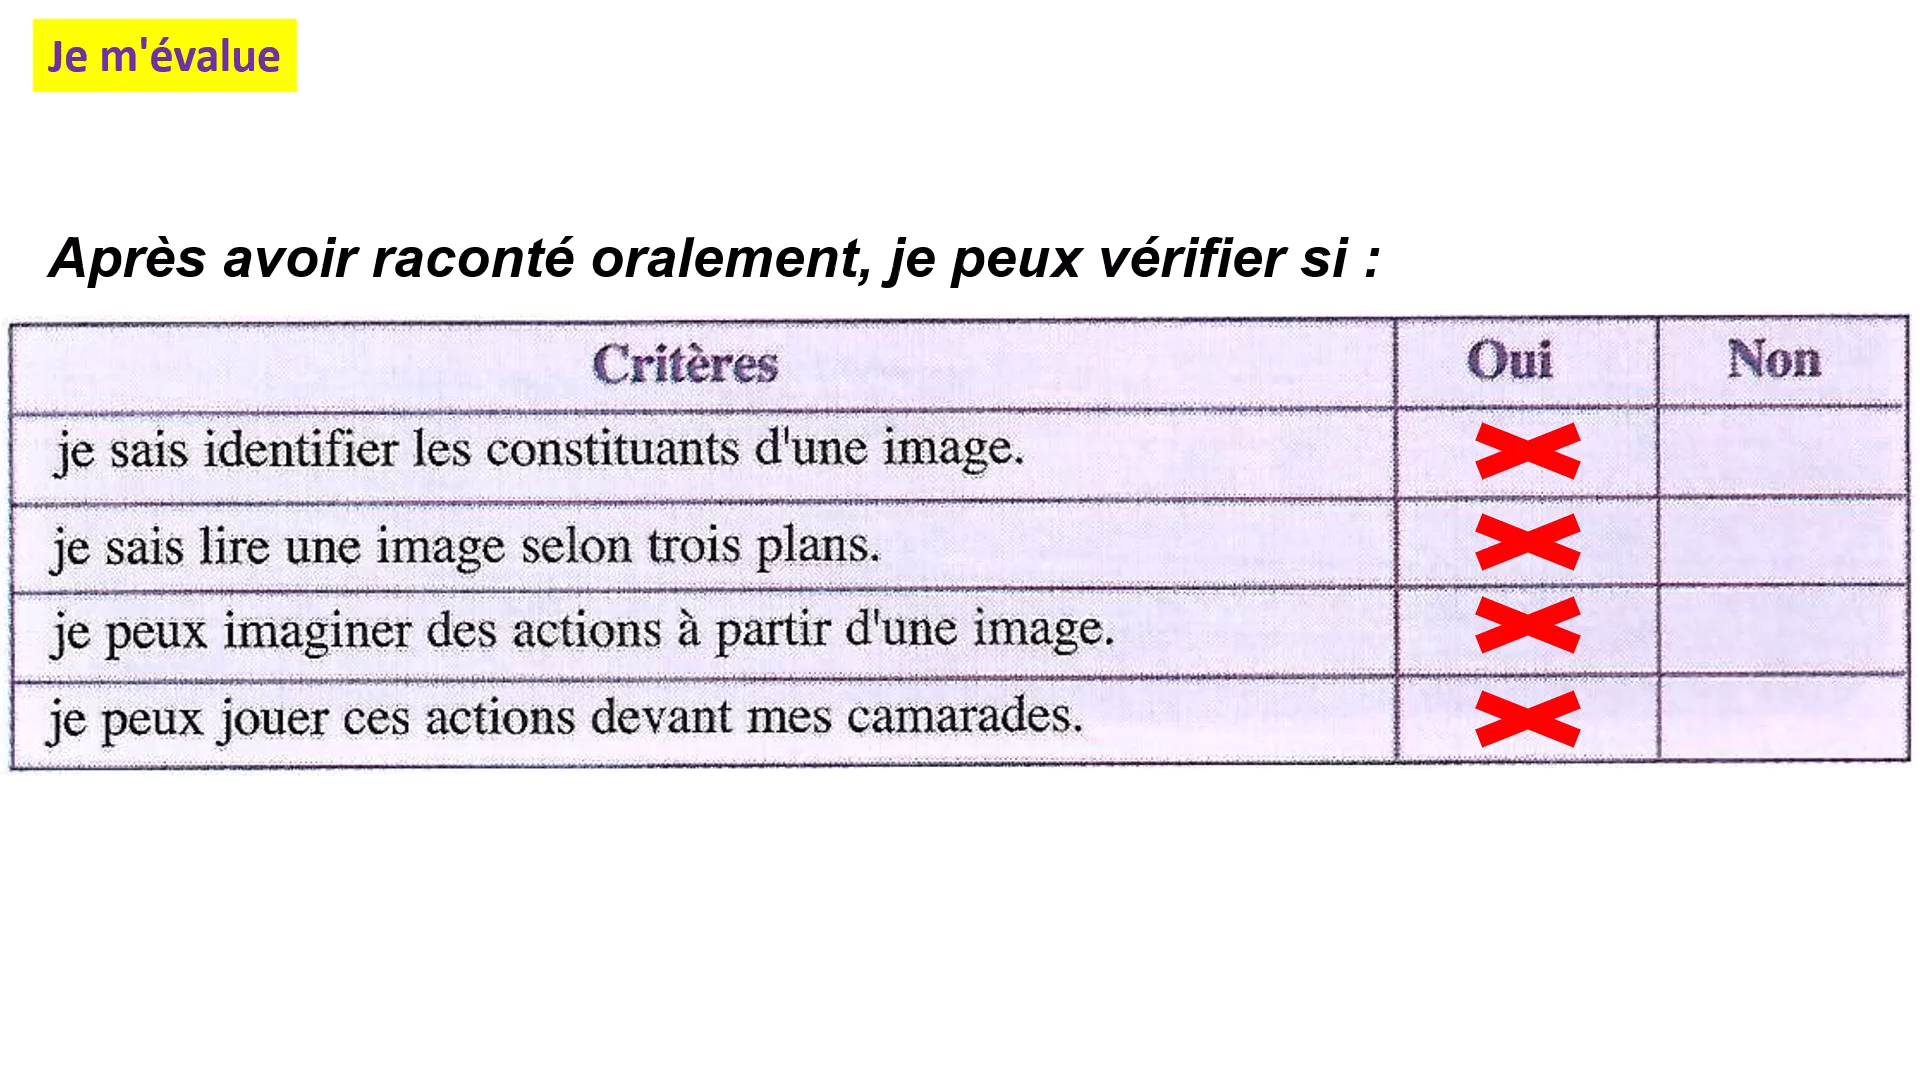 Je m'évalue
Après avoir raconté oralement, je peux vérifier si :
Critères Oui Non
je sais identifier les constituants d'une image.
je sais lire une image selon trois plans.
je peux imaginer des actions à partir d'une image.
je peux jouer ces actions devant mes camarades.